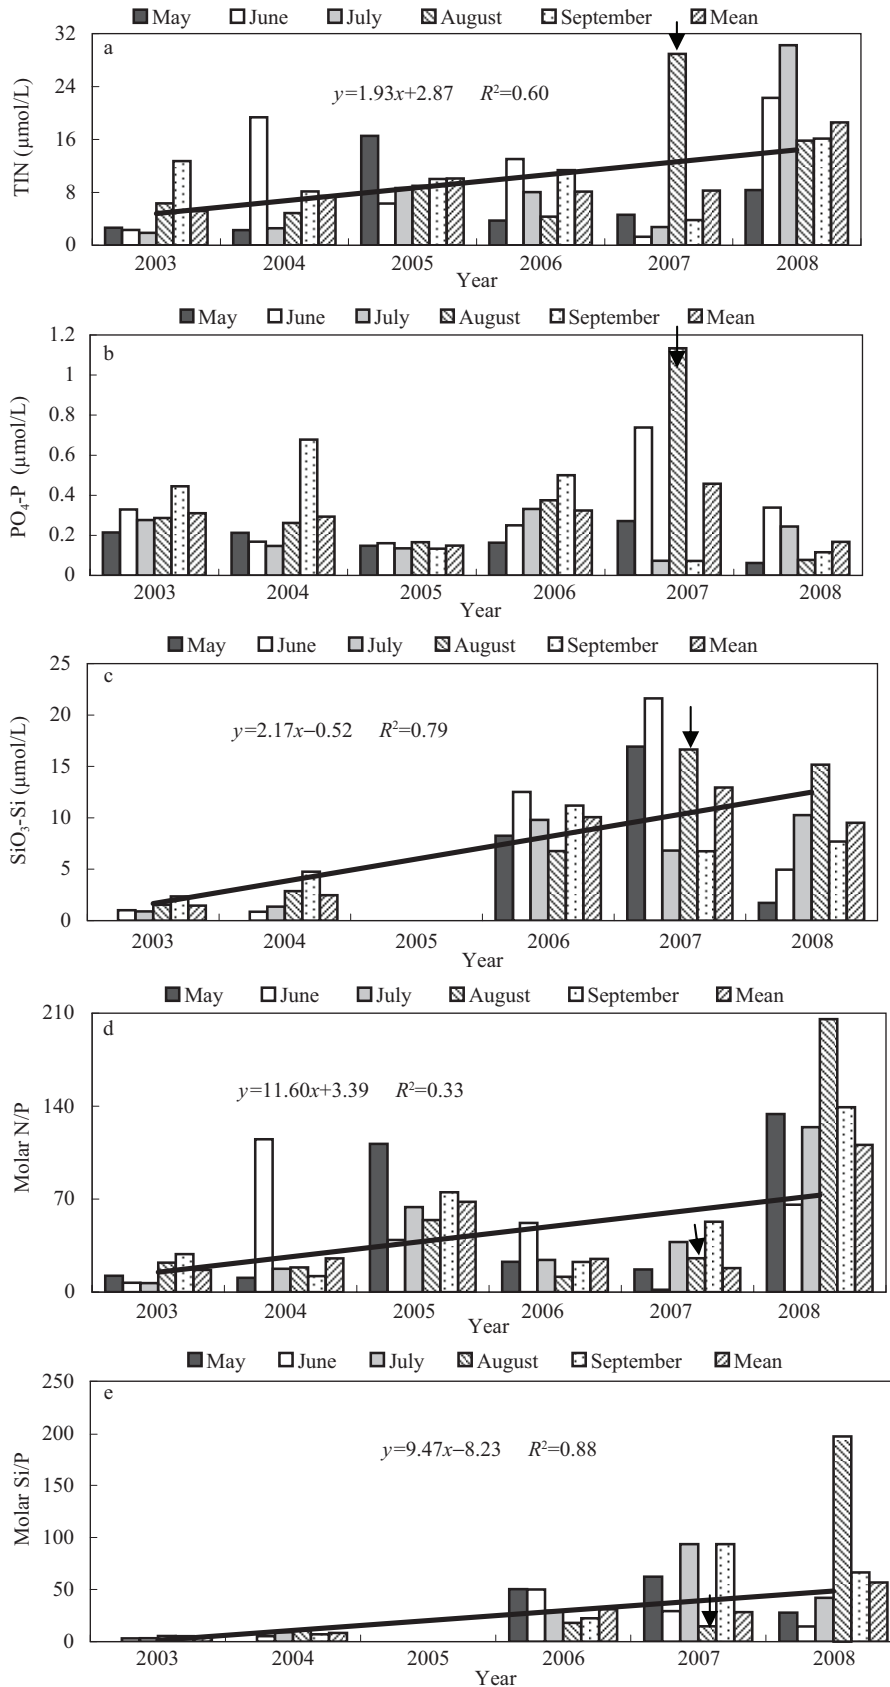 May June July August September Mean
a
y=1.93x+2.87 R²=0.60
TIN (μmol/L)
32
24
16
8
0
2003 2004 2005 2006 2007 2008
Year
May June July August September Mean
b
PO₄-P (μmol/L)
1.2
1
0.8
0.6
0.4
0.2
0
2003 2004 2005 2006 2007 2008
Year
May June July August September Mean
c
y=2.17x−0.52 R²=0.79
SiO₃-Si (μmol/L)
25
20
15
10
5
0
2003 2004 2005 2006 2007 2008
Year
May June July August September Mean
d
y=11.60x+3.39 R²=0.33
Molar N/P
210
140
70
0
2003 2004 2005 2006 2007 2008
Year
May June July August September Mean
e
y=9.47x−8.23 R²=0.88
Molar Si/P
250
200
150
100
50
0
2003 2004 2005 2006 2007 2008
Year